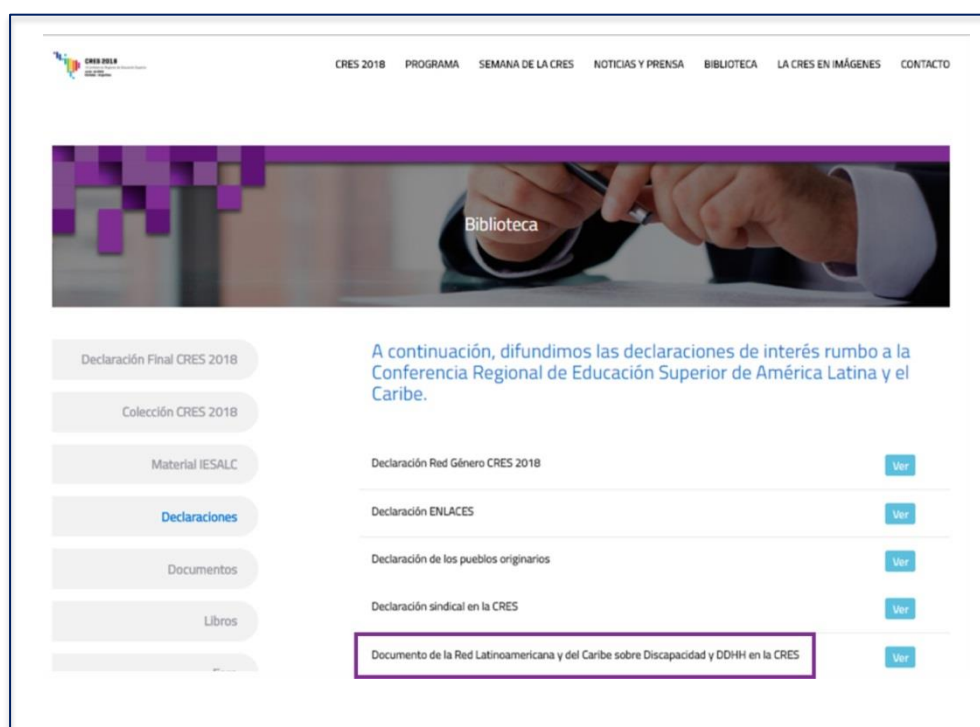 CRES 2018
CRES 2018 PROGRAMA SEMANA DE LA CRES NOTICIAS Y PRENSA BIBLIOTECA LA CRES EN IMÁGENES CONTACTO
Biblioteca
Declaración Final CRES 2018
Colección CRES 2018
Material IESALC
Declaraciones
Documentos
Libros
A continuación, difundimos las declaraciones de interés rumbo a la
Conferencia Regional de Educación Superior de América Latina y el
Caribe.
Declaración Red Género CRES 2018 Ver
Declaración ENLACES Ver
Declaración de los pueblos originarios Ver
Declaración sindical en la CRES Ver
Documento de la Red Latinoamericana y del Caribe sobre Discapacidad y DDHH en la CRES Ver